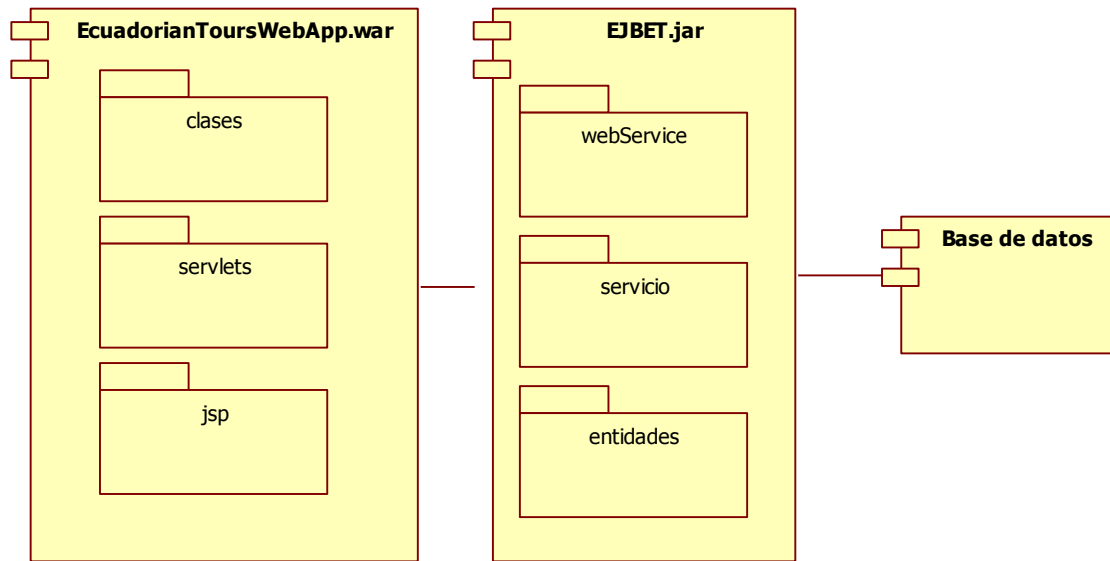 EcuadorianToursWebApp.war
clases
servlets
jsp
EJBET.jar
webService
servicio
entidades
Base de datos